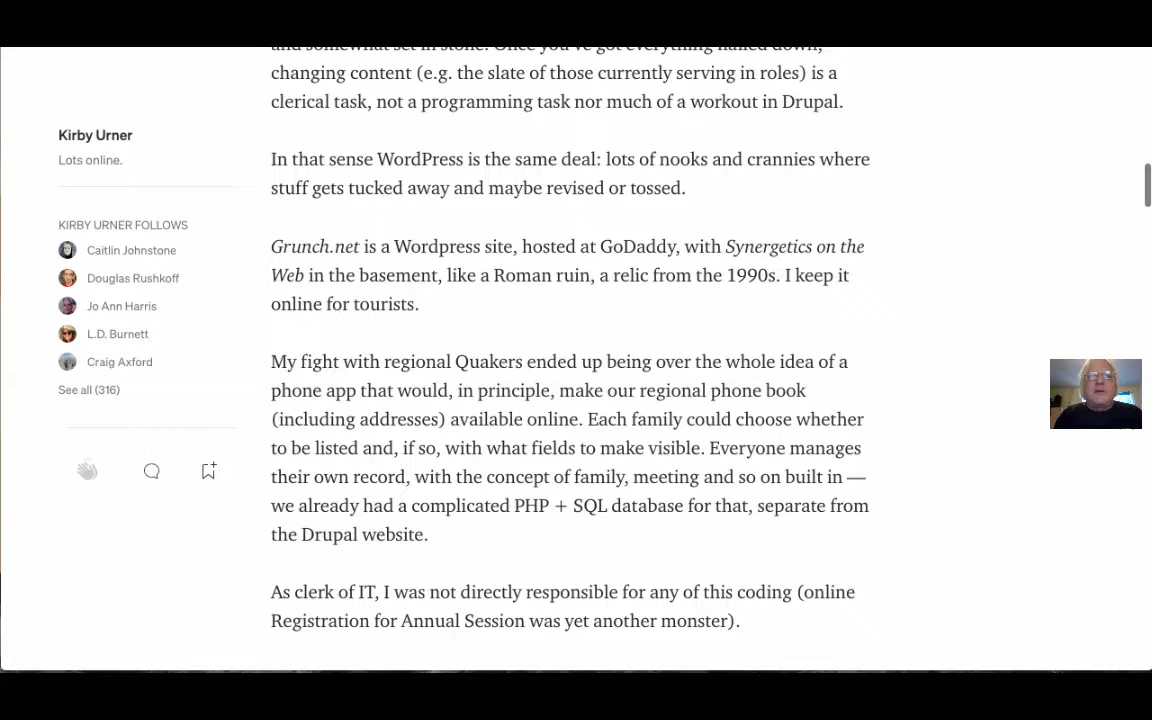 and somewhat set in stone. Once you've got everything nailed down,
changing content (e.g. the slate of those currently serving in roles) is a
clerical task, not a programming task nor much of a workout in Drupal.
Kirby Urner
Lots online.
KIRBY URNER FOLLOWS
Caitlin Johnstone
Douglas Rushkoff
Jo Ann Harris
L.D. Burnett
Craig Axford
See all (316)
In that sense WordPress is the same deal: lots of nooks and crannies where
stuff gets tucked away and maybe revised or tossed.
Grunch.net is a Wordpress site, hosted at GoDaddy, with Synergetics on the
Web in the basement, like a Roman ruin, a relic from the 1990s. I keep it
online for tourists.
My fight with regional Quakers ended up being over the whole idea of a
phone app that would, in principle, make our regional phone book
(including addresses) available online. Each family could choose whether
to be listed and, if so, with what fields to make visible. Everyone manages
their own record, with the concept of family, meeting and so on built in —
we already had a complicated PHP + SQL database for that, separate from
the Drupal website.
As clerk of IT, I was not directly responsible for any of this coding (online
Registration for Annual Session was yet another monster).